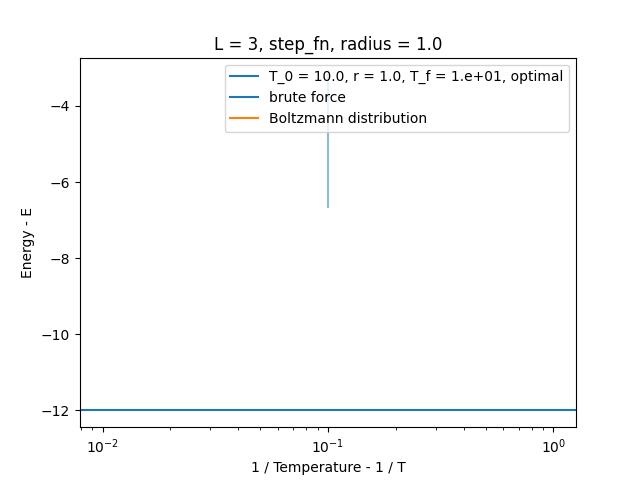 L = 3, step_fn, radius = 1.0
T_0 = 10.0, r = 1.0, T_f = 1.e+01, optimal
brute force
Boltzmann distribution
Energy - E
−4
−6
−8
−10
−12
10⁻² 10⁻¹ 10⁰
1 / Temperature - 1 / T